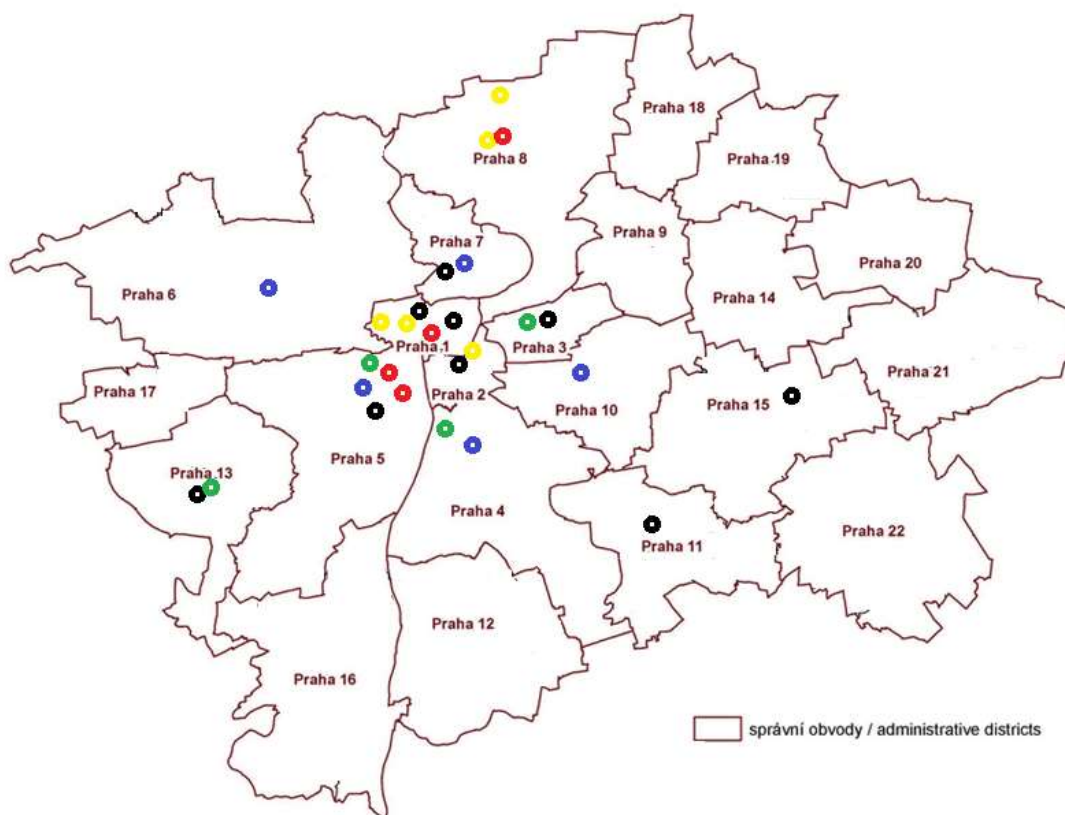 Praha 18
Praha 8
Praha 19
Praha 9
Praha 7
Praha 20
Praha 6
Praha 14
Praha 1
Praha 3
Praha 21
Praha 17
Praha 2
Praha 10
Praha 15
Praha 5
Praha 13
Praha 4
Praha 22
Praha 11
Praha 12
Praha 16
správní obvody / administrative districts